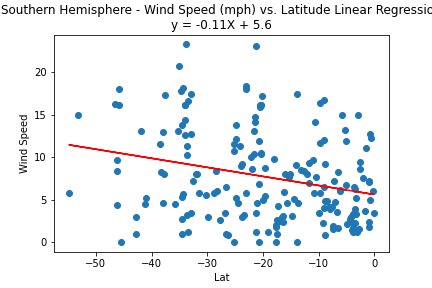 Southern Hemisphere - Wind Speed (mph) vs. Latitude Linear Regressio
y = -0.11X + 5.6
20
15
10
5
0
Wind Speed
−50
−40
−30
−20
−10
0
Lat